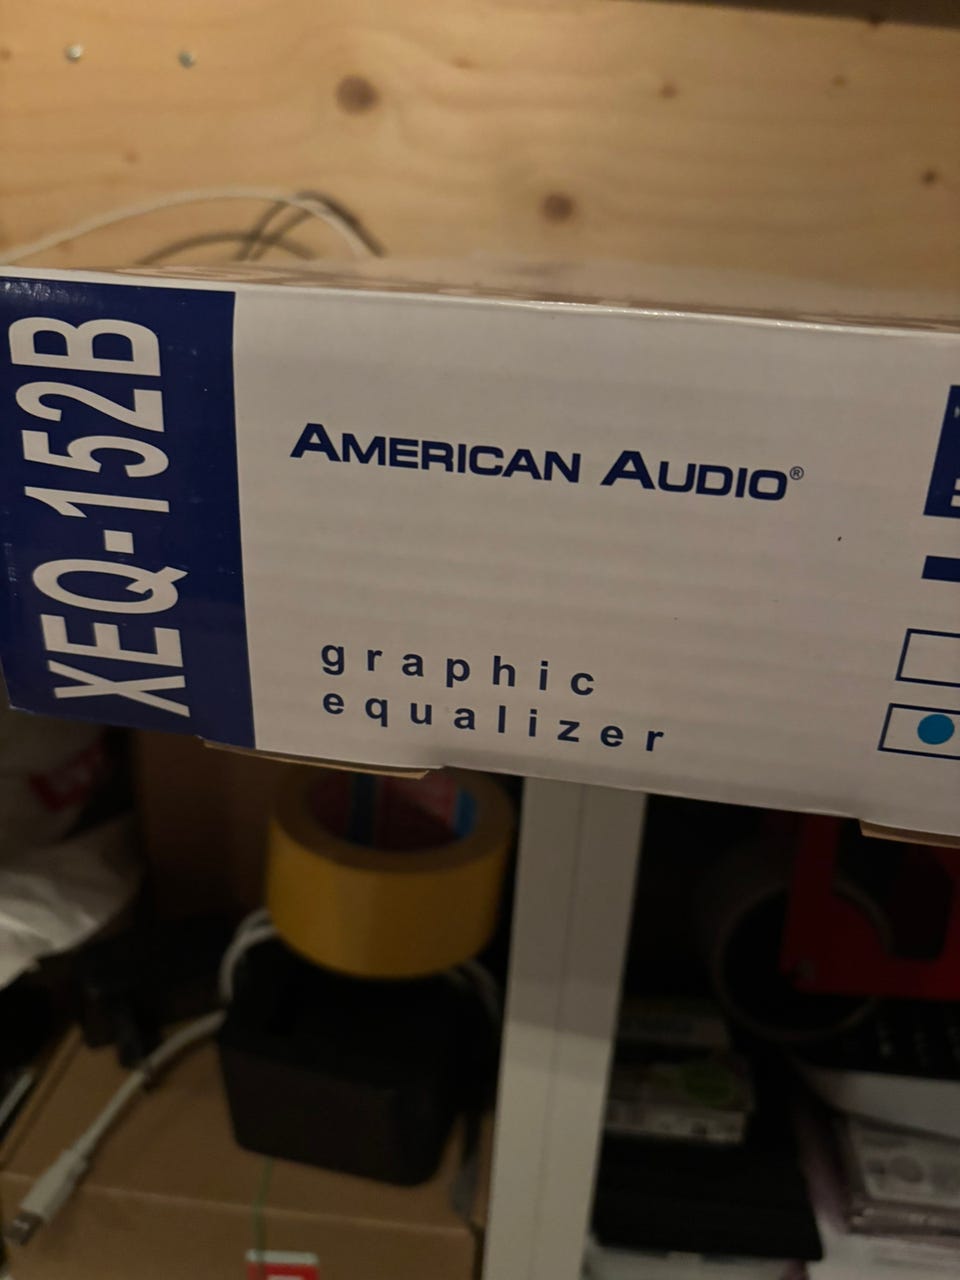 XEQ-152B
AMERICAN AUDIO®
graphic
equalizer